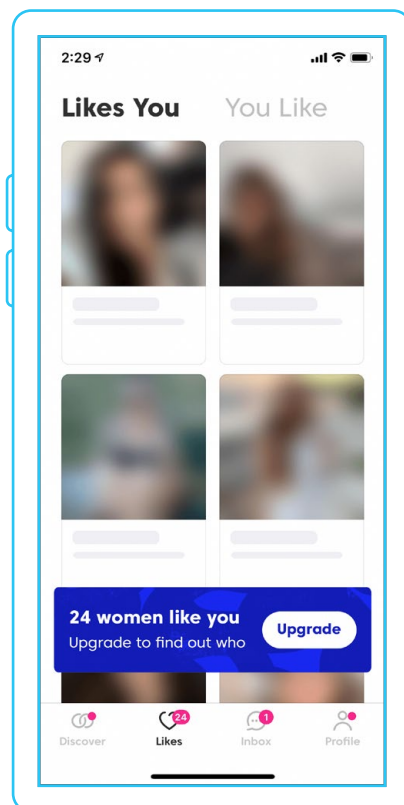 2:29
Likes You You Like
24 women like you
Upgrade to find out who
Upgrade
24 1
Discover Likes Inbox Profile